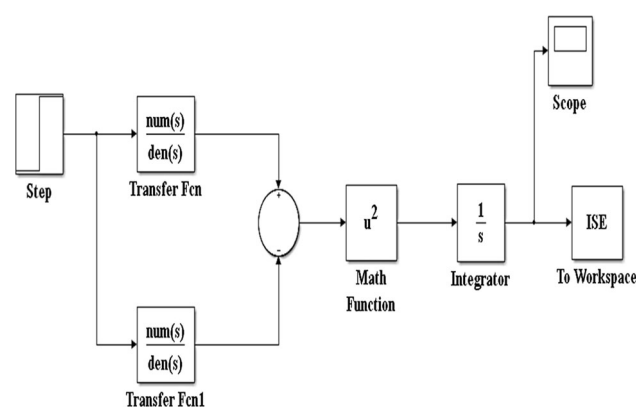 Scope
Step
num(s)
den(s)
Transfer Fcn
+
-
u²
Math
Function
1
s
Integrator
ISE
To Workspace
num(s)
den(s)
Transfer Fcn1